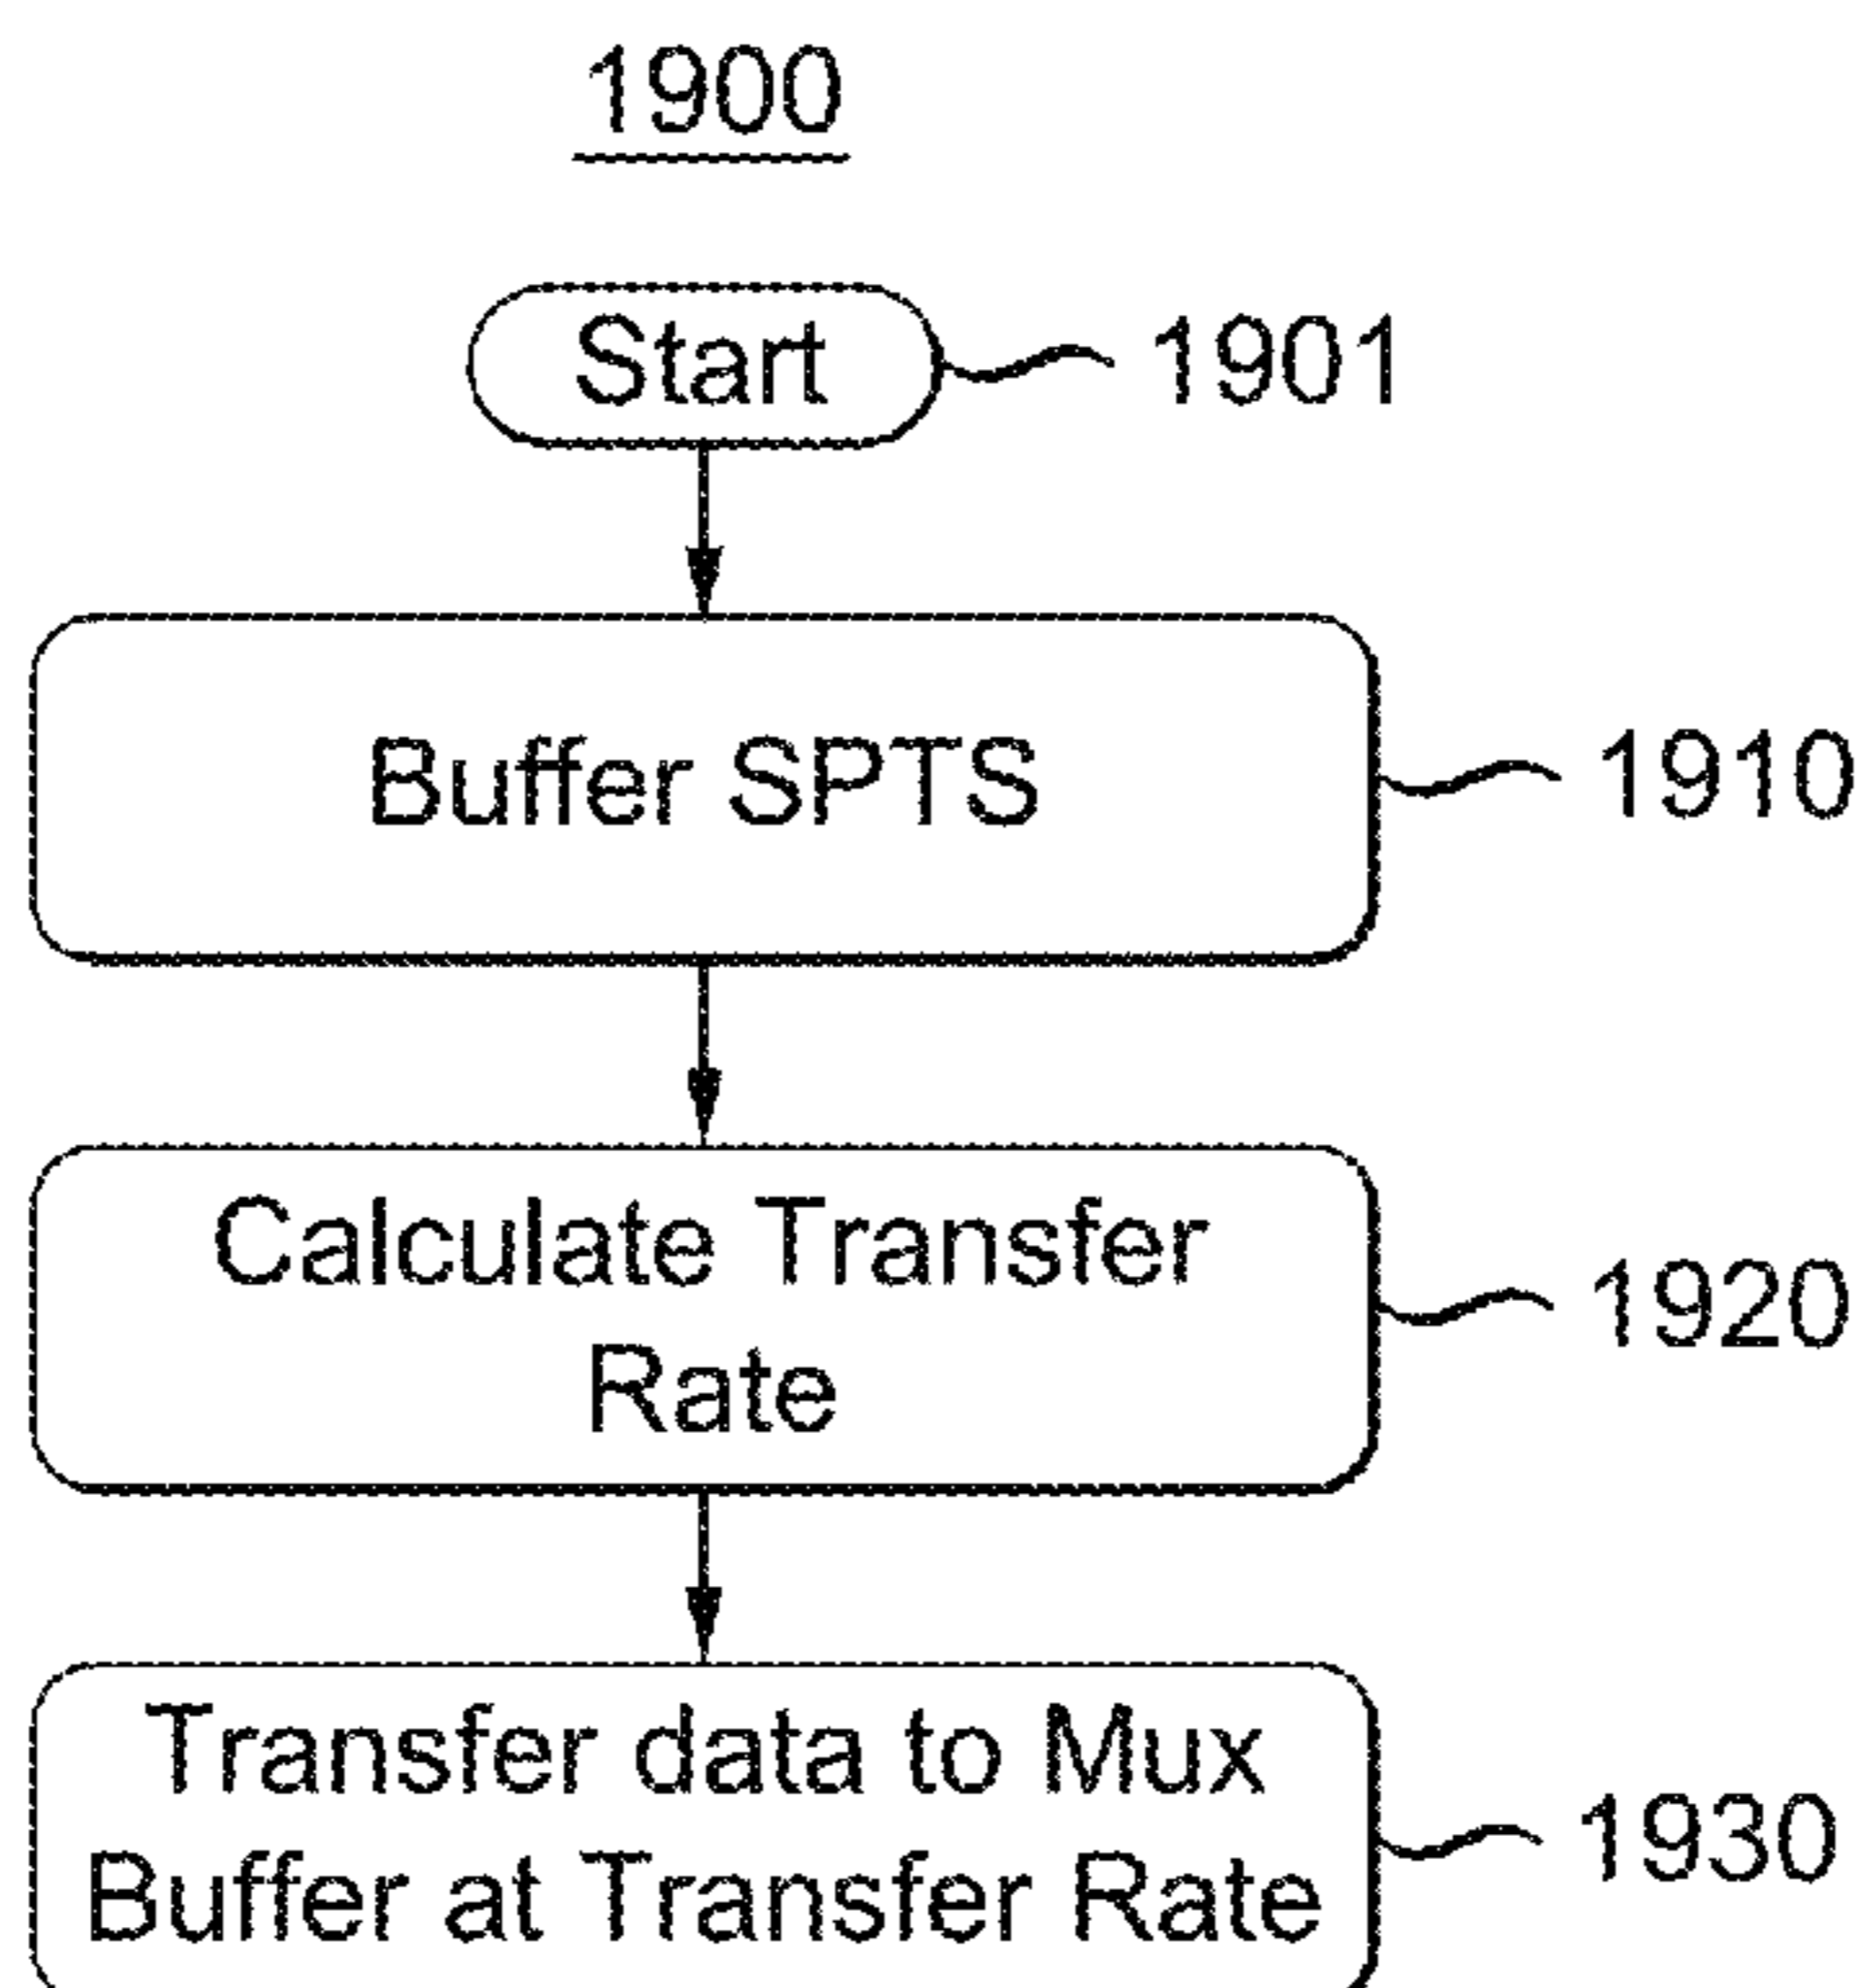 1900
Start
1901
Buffer SPTS
1910
Calculate Transfer
Rate
1920
Transfer data to Mux
Buffer at Transfer Rate
1930